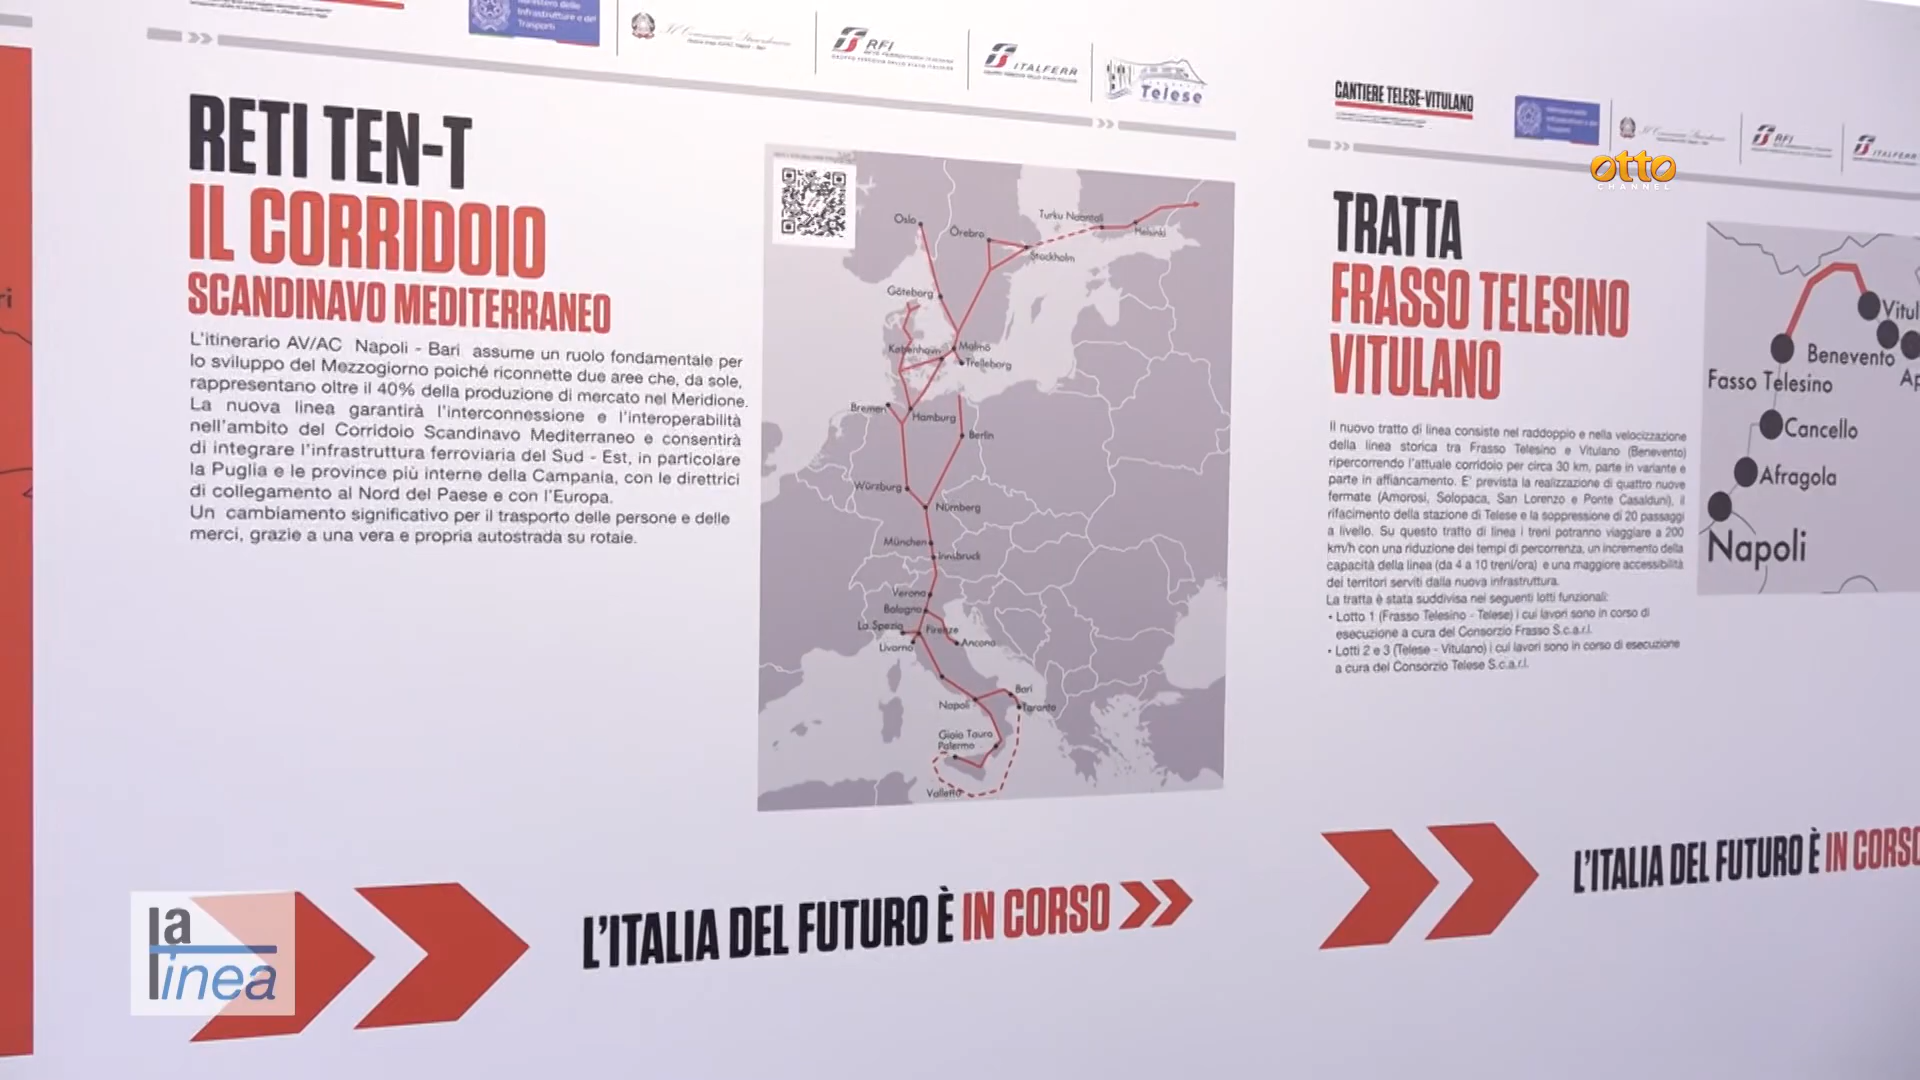 Infrastrutture e dei
Trasporti
RFI
ITALFERR
Telese
RETI TEN-T
IL CORRIDOIO
SCANDINAVO MEDITERRANEO
L'itinerario AV/AC Napoli - Bari assume un ruolo fondamentale per
lo sviluppo del Mezzogiorno poiché riconnette due aree che, da sole,
rappresentano oltre il 40% della produzione di mercato nel Meridione.
La nuova linea garantirà l'interconnessione e l'interoperabilità
nell'ambito del Corridoio Scandinavo Mediterraneo e consentirà
di integrare l'infrastruttura ferroviaria del Sud - Est, in particolare
la Puglia e le province più interne della Campania, con le direttrici
di collegamento al Nord del Paese e con l'Europa.
Un cambiamento significativo per il trasporto delle persone e delle
merci, grazie a una vera e propria autostrada su rotaie.
Oslo
Örebro
Turku Naantali
Helsinki
Stockholm
Göteborg
København
Malmö
Trelleborg
Bremen
Hamburg
Berlin
Würzburg
Nürnberg
München
Innsbruck
Verona
Bologna
La Spezia
Firenze
Livorno
Ancona
Bari
Napoli
Taranto
Gioia Tauro
Palermo
Valletta
L'ITALIA DEL FUTURO È IN CORSO
la
linea
CANTIERE TELESE-VITULANO
RFI
ITALFERR
otto
CHANNEL
TRATTA
FRASSO TELESINO
VITULANO
Il nuovo tratto di linea consiste nel raddoppio e nella velocizzazione
della linea storica tra Frasso Telesino e Vitulano (Benevento)
ripercorrendo l'attuale corridoio per circa 30 km, parte in variante e
parte in affiancamento. E' prevista la realizzazione di quattro nuove
fermate (Amorosi, Solopaca, San Lorenzo e Ponte Casalduni), il
rifacimento della stazione di Telese e la soppressione di 20 passaggi
a livello. Su questo tratto di linea i treni potranno viaggiare a 200
km/h con una riduzione dei tempi di percorrenza, un incremento della
capacità della linea (da 4 a 10 treni/ora) e una maggiore accessibilità
dei territori serviti dalla nuova infrastruttura.
La tratta è stata suddivisa nei seguenti lotti funzionali:
• Lotto 1 (Frasso Telesino - Telese) i cui lavori sono in corso di
esecuzione a cura del Consorzio Frasso S.c.a.r.l.
• Lotti 2 e 3 (Telese - Vitulano) i cui lavori sono in corso di esecuzione
a cura del Consorzio Telese S.c.a.r.l.
Vitul
Benevento
Ap
Fasso Telesino
Cancello
Afragola
Napoli
L'ITALIA DEL FUTURO È IN CORSO